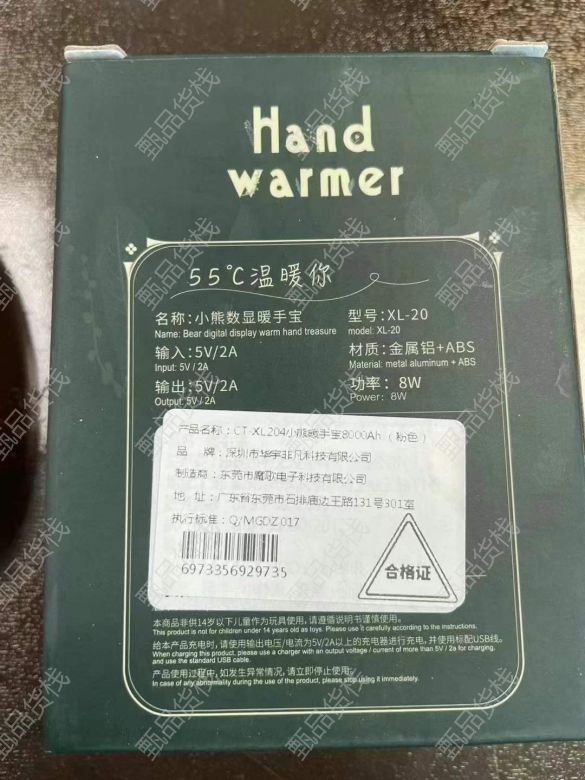 Hand
warmer
55℃温暖你
名称:小熊数显暖手宝
Name: Bear digital display warm hand treasure
型号:XL-20
model: XL-20
输入:5V/2A
Input: 5V / 2A
材质:金属铝+ABS
Material: metal aluminum + ABS
输出:5V/2A
Output: 5V / 2A
功率: 8W
Power: 8W
产品名称: CT-XL204小熊暖手宝8000Ah（粉色）
品 牌: 深圳市华宇非凡科技有限公司
制造商: 东莞市魔歌电子科技有限公司
地 址: 广东省东莞市石排庙边王路131号301室
执行标准: Q/MGDZ 017
6973356929735
合格证
本商品非供14岁以下儿童作为玩具使用,请遵循说明书谨慎使用。
This product is not for children under 14 years old as toys. Please use it carefully according to the instructions.
给本产品充电时,请使用输出电压/电流为5V/2A以上的充电器进行充电,并使用标配USB线。
When charging this product, please use a charger with an output voltage / current of more than 5V / 2a for charging,
and use the standard USB cable.
产品使用过程中,如发生异常情况,请立即停止使用。
In case of any abnormality during the use of the product, please stop using it immediately.
甄品货栈